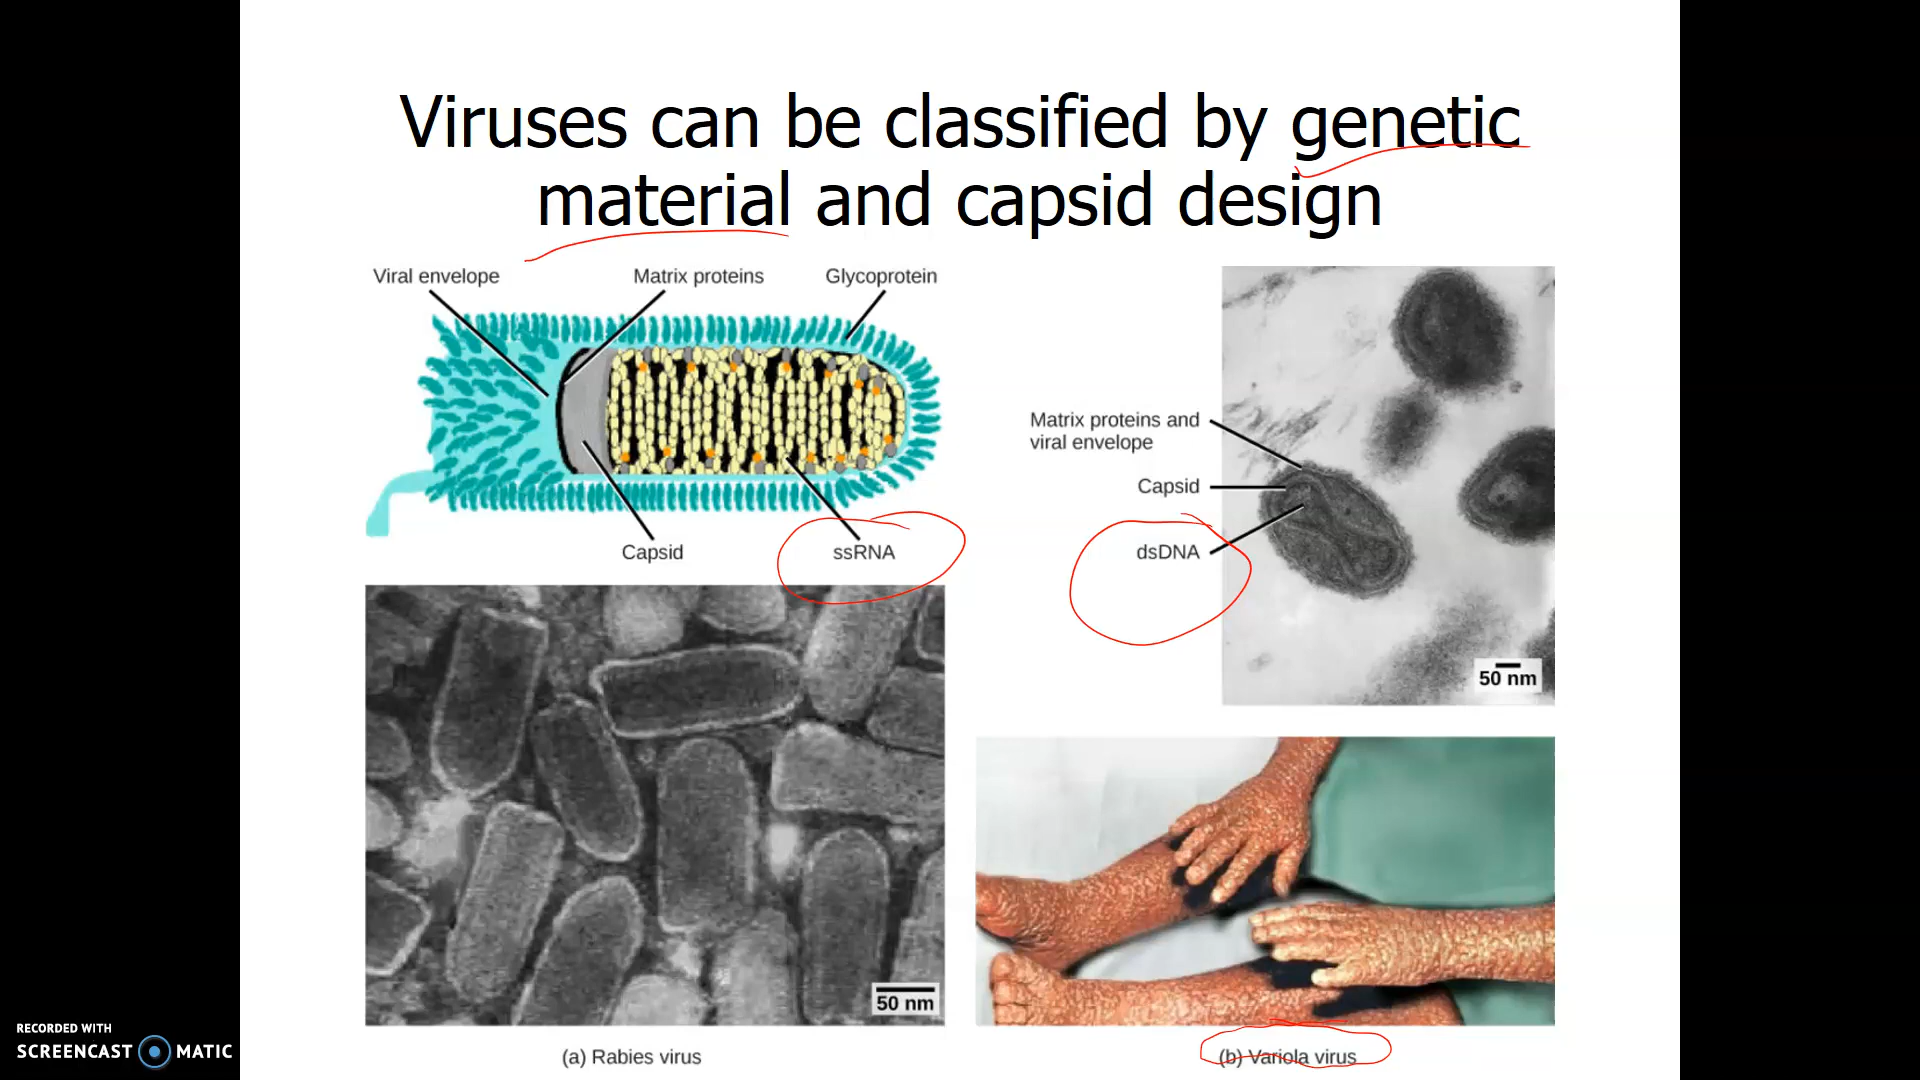 Viruses can be classified by genetic
material and capsid design
Viral envelope
Matrix proteins
Glycoprotein
Capsid
ssRNA
50 nm
(a) Rabies virus
Matrix proteins and
viral envelope
Capsid
dsDNA
50 nm
(b) Variola virus
RECORDED WITH
SCREENCAST MATIC